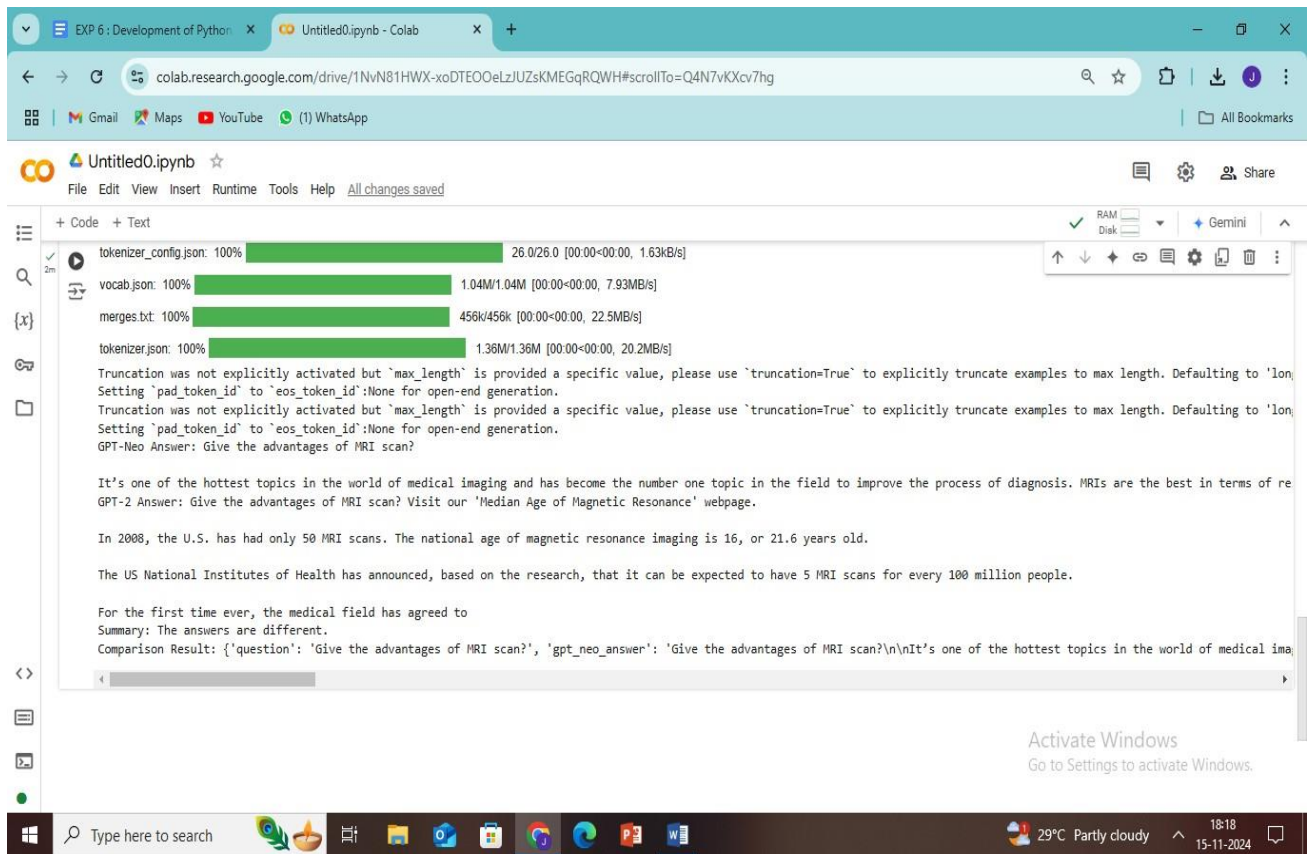 EXP 6 : Development of Python
Untitled0.ipynb - Colab
colab.research.google.com/drive/1NvN81HWX-xoDTEOOeLzJUZsKMEGqRQWH#scrollTo=Q4N7vKXcv7hg
J
Gmail Maps YouTube (1) WhatsApp All Bookmarks
CO Untitled0.ipynb
Share
File Edit View Insert Runtime Tools Help All changes saved
+ Code + Text RAM Disk Gemini
2m
{x}
tokenizer_config.json: 100% 26.0/26.0 [00:00<00:00, 1.63kB/s]
vocab.json: 100% 1.04M/1.04M [00:00<00:00, 7.93MB/s]
merges.txt: 100% 456k/456k [00:00<00:00, 22.5MB/s]
tokenizer.json: 100% 1.36M/1.36M [00:00<00:00, 20.2MB/s]
Truncation was not explicitly activated but `max_length` is provided a specific value, please use `truncation=True` to explicitly truncate examples to max length. Defaulting to 'lon
Setting `pad_token_id` to `eos_token_id`:None for open-end generation.
Truncation was not explicitly activated but `max_length` is provided a specific value, please use `truncation=True` to explicitly truncate examples to max length. Defaulting to 'lon
Setting `pad_token_id` to `eos_token_id`:None for open-end generation.
GPT-Neo Answer: Give the advantages of MRI scan?
It’s one of the hottest topics in the world of medical imaging and has become the number one topic in the field to improve the process of diagnosis. MRIs are the best in terms of re
GPT-2 Answer: Give the advantages of MRI scan? Visit our 'Median Age of Magnetic Resonance' webpage.
In 2008, the U.S. has had only 50 MRI scans. The national age of magnetic resonance imaging is 16, or 21.6 years old.
The US National Institutes of Health has announced, based on the research, that it can be expected to have 5 MRI scans for every 100 million people.
For the first time ever, the medical field has agreed to
Summary: The answers are different.
Comparison Result: {'question': 'Give the advantages of MRI scan?', 'gpt_neo_answer': 'Give the advantages of MRI scan?\n\nIt’s one of the hottest topics in the world of medical ima
Activate Windows
Go to Settings to activate Windows.
Type here to search
29°C Partly cloudy
18:18
15-11-2024